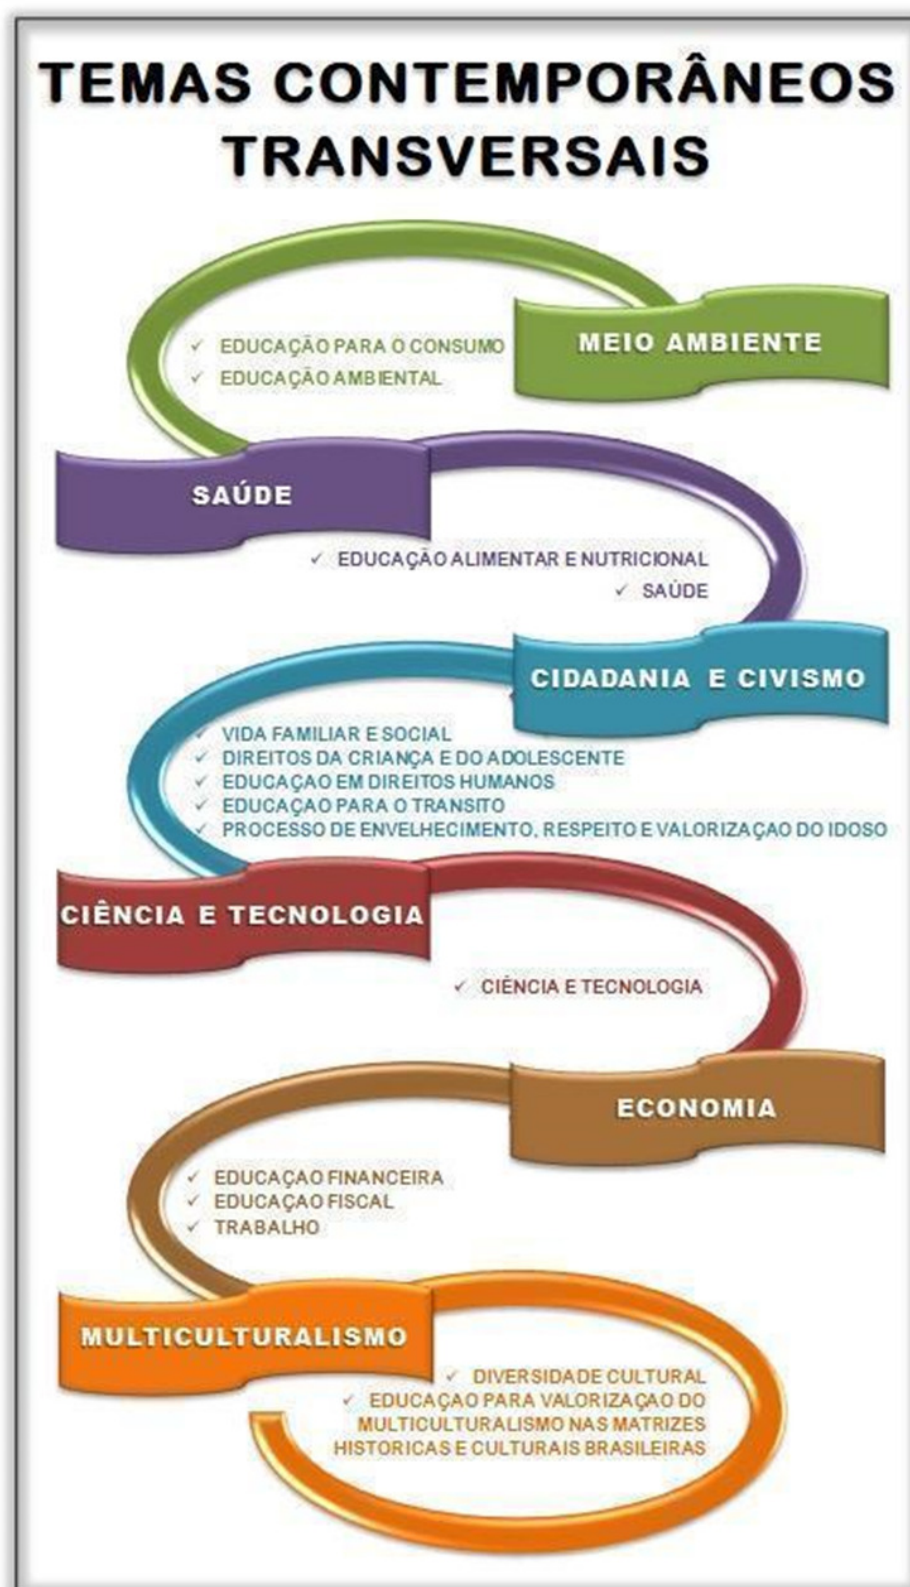 TEMAS CONTEMPORÂNEOS
TRANSVERSAIS
MEIO AMBIENTE
✓ EDUCAÇÃO PARA O CONSUMO
✓ EDUCAÇÃO AMBIENTAL
SAÚDE
✓ EDUCAÇÃO ALIMENTAR E NUTRICIONAL
✓ SAÚDE
CIDADANIA E CIVISMO
✓ VIDA FAMILIAR E SOCIAL
✓ DIREITOS DA CRIANÇA E DO ADOLESCENTE
✓ EDUCAÇAO EM DIREITOS HUMANOS
✓ EDUCAÇAO PARA O TRANSITO
✓ PROCESSO DE ENVELHECIMENTO, RESPEITO E VALORIZAÇAO DO IDOSO
CIÊNCIA E TECNOLOGIA
✓ CIÊNCIA E TECNOLOGIA
ECONOMIA
✓ EDUCAÇAO FINANCEIRA
✓ EDUCAÇAO FISCAL
✓ TRABALHO
MULTICULTURALISMO
✓ DIVERSIDADE CULTURAL
✓ EDUCAÇÃO PARA VALORIZAÇAO DO
MULTICULTURALISMO NAS MATRIZES
HISTORICAS E CULTURAIS BRASILEIRAS